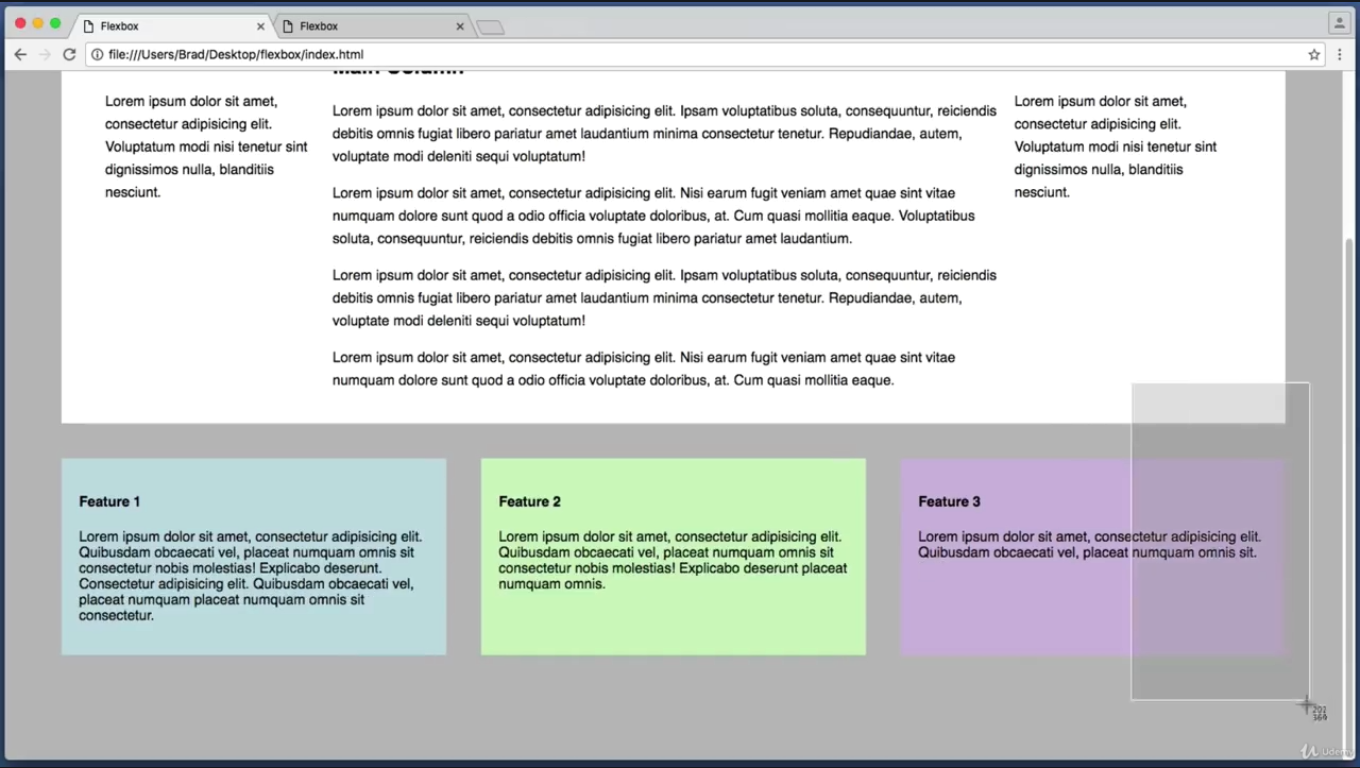 Flexbox
Flexbox
file:///Users/Brad/Desktop/flexbox/index.html
Main Column
Lorem ipsum dolor sit amet,
consectetur adipisicing elit.
Voluptatum modi nisi tenetur sint
dignissimos nulla, blanditiis
nesciunt.
Lorem ipsum dolor sit amet, consectetur adipisicing elit. Ipsam voluptatibus soluta, consequuntur, reiciendis
debitis omnis fugiat libero pariatur amet laudantium minima consectetur tenetur. Repudiandae, autem,
voluptate modi deleniti sequi voluptatum!
Lorem ipsum dolor sit amet, consectetur adipisicing elit. Nisi earum fugit veniam amet quae sint vitae
numquam dolore sunt quod a odio officia voluptate doloribus, at. Cum quasi mollitia eaque. Voluptatibus
soluta, consequuntur, reiciendis debitis omnis fugiat libero pariatur amet laudantium.
Lorem ipsum dolor sit amet, consectetur adipisicing elit. Ipsam voluptatibus soluta, consequuntur, reiciendis
debitis omnis fugiat libero pariatur amet laudantium minima consectetur tenetur. Repudiandae, autem,
voluptate modi deleniti sequi voluptatum!
Lorem ipsum dolor sit amet, consectetur adipisicing elit. Nisi earum fugit veniam amet quae sint vitae
numquam dolore sunt quod a odio officia voluptate doloribus, at. Cum quasi mollitia eaque.
Lorem ipsum dolor sit amet,
consectetur adipisicing elit.
Voluptatum modi nisi tenetur sint
dignissimos nulla, blanditiis
nesciunt.
Feature 1
Lorem ipsum dolor sit amet, consectetur adipisicing elit.
Quibusdam obcaecati vel, placeat numquam omnis sit
consectetur nobis molestias! Explicabo deserunt.
Consectetur adipisicing elit. Quibusdam obcaecati vel,
placeat numquam placeat numquam omnis sit
consectetur.
Feature 2
Lorem ipsum dolor sit amet, consectetur adipisicing elit.
Quibusdam obcaecati vel, placeat numquam omnis sit
consectetur nobis molestias! Explicabo deserunt placeat
numquam omnis.
Feature 3
Lorem ipsum dolor sit amet, consectetur adipisicing elit.
Quibusdam obcaecati vel, placeat numquam omnis sit.
Udemy